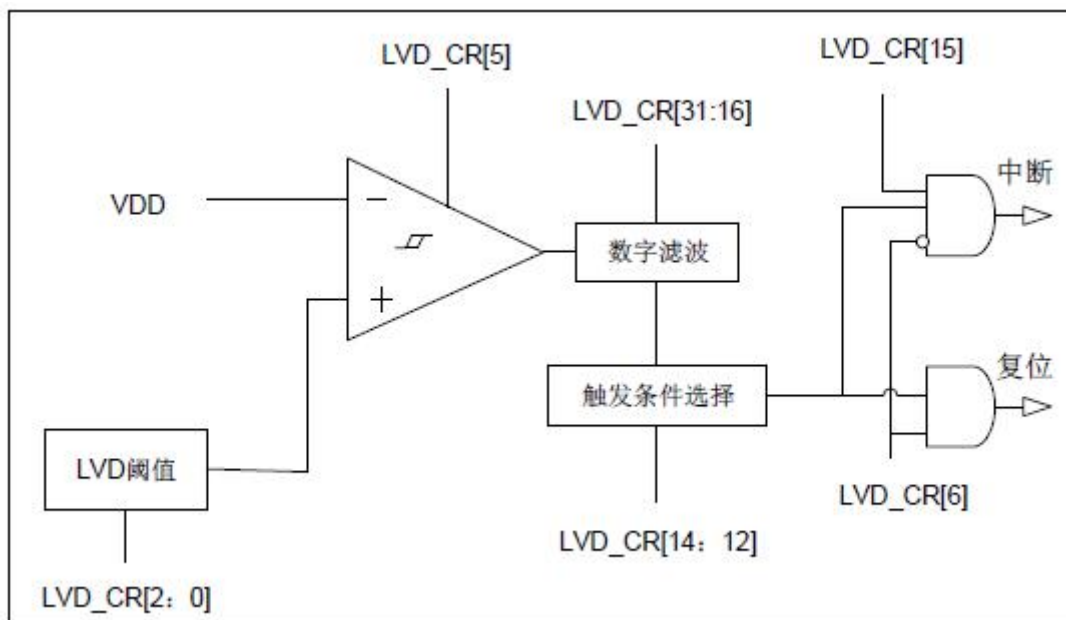 LVD_CR[5]
LVD_CR[15]
LVD_CR[31:16]
中断
VDD
数字滤波
复位
触发条件选择
LVD阈值
LVD_CR[6]
LVD_CR[14：12]
LVD_CR[2：0]